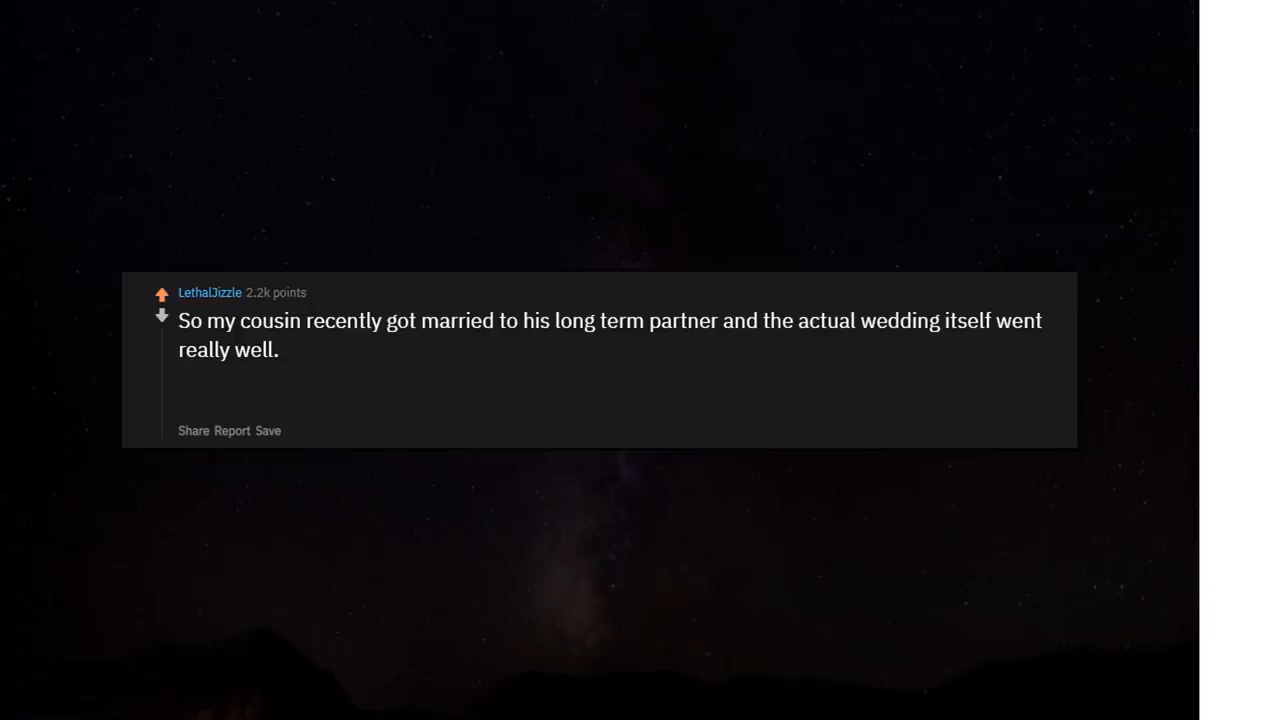 LethalJizzle 2.2k points
So my cousin recently got married to his long term partner and the actual wedding itself went
really well.
Share Report Save